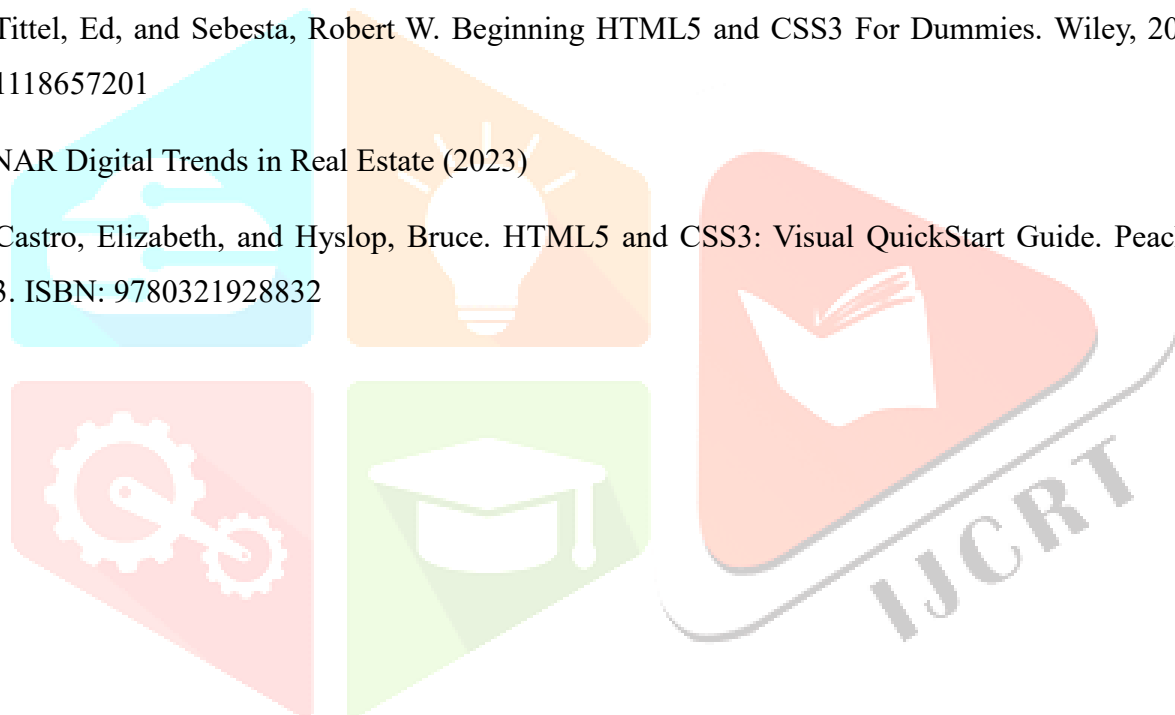 Tittel, Ed, and Sebesta, Robert W. Beginning HTML5 and CSS3 For Dummies. Wiley, 20
1118657201
NAR Digital Trends in Real Estate (2023)
Castro, Elizabeth, and Hyslop, Bruce. HTML5 and CSS3: Visual QuickStart Guide. Peac
3. ISBN: 9780321928832
IJCRT